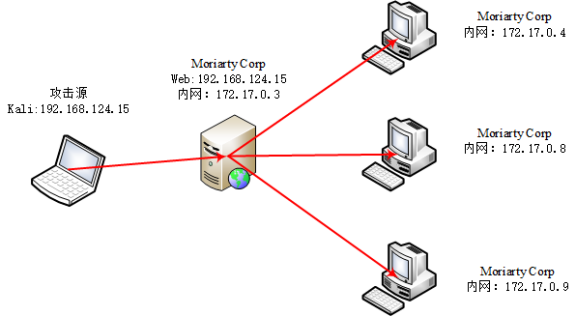 攻击源
Kali:192.168.124.15
Moriarty Corp
Web:192.168.124.15
内网：172.17.0.3
Moriarty Corp
内网：172.17.0.4
Moriarty Corp
内网：172.17.0.8
Moriarty Corp
内网：172.17.0.9